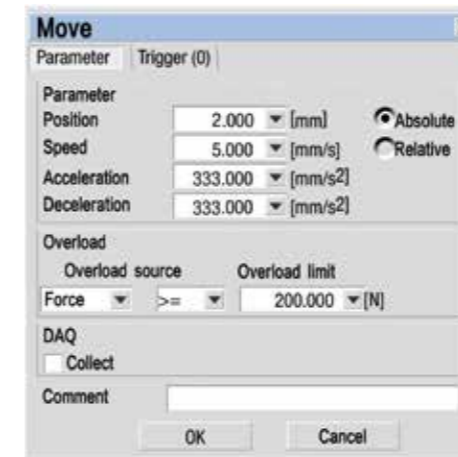 Move
Parameter Trigger (0)
Parameter
Position 2.000 [mm] Absolute
Speed 5.000 [mm/s] Relative
Acceleration 333.000 [mm/s2]
Deceleration 333.000 [mm/s2]
Overload
Overload source Overload limit
Force >= 200.000 [N]
DAQ
Collect
Comment
OK Cancel